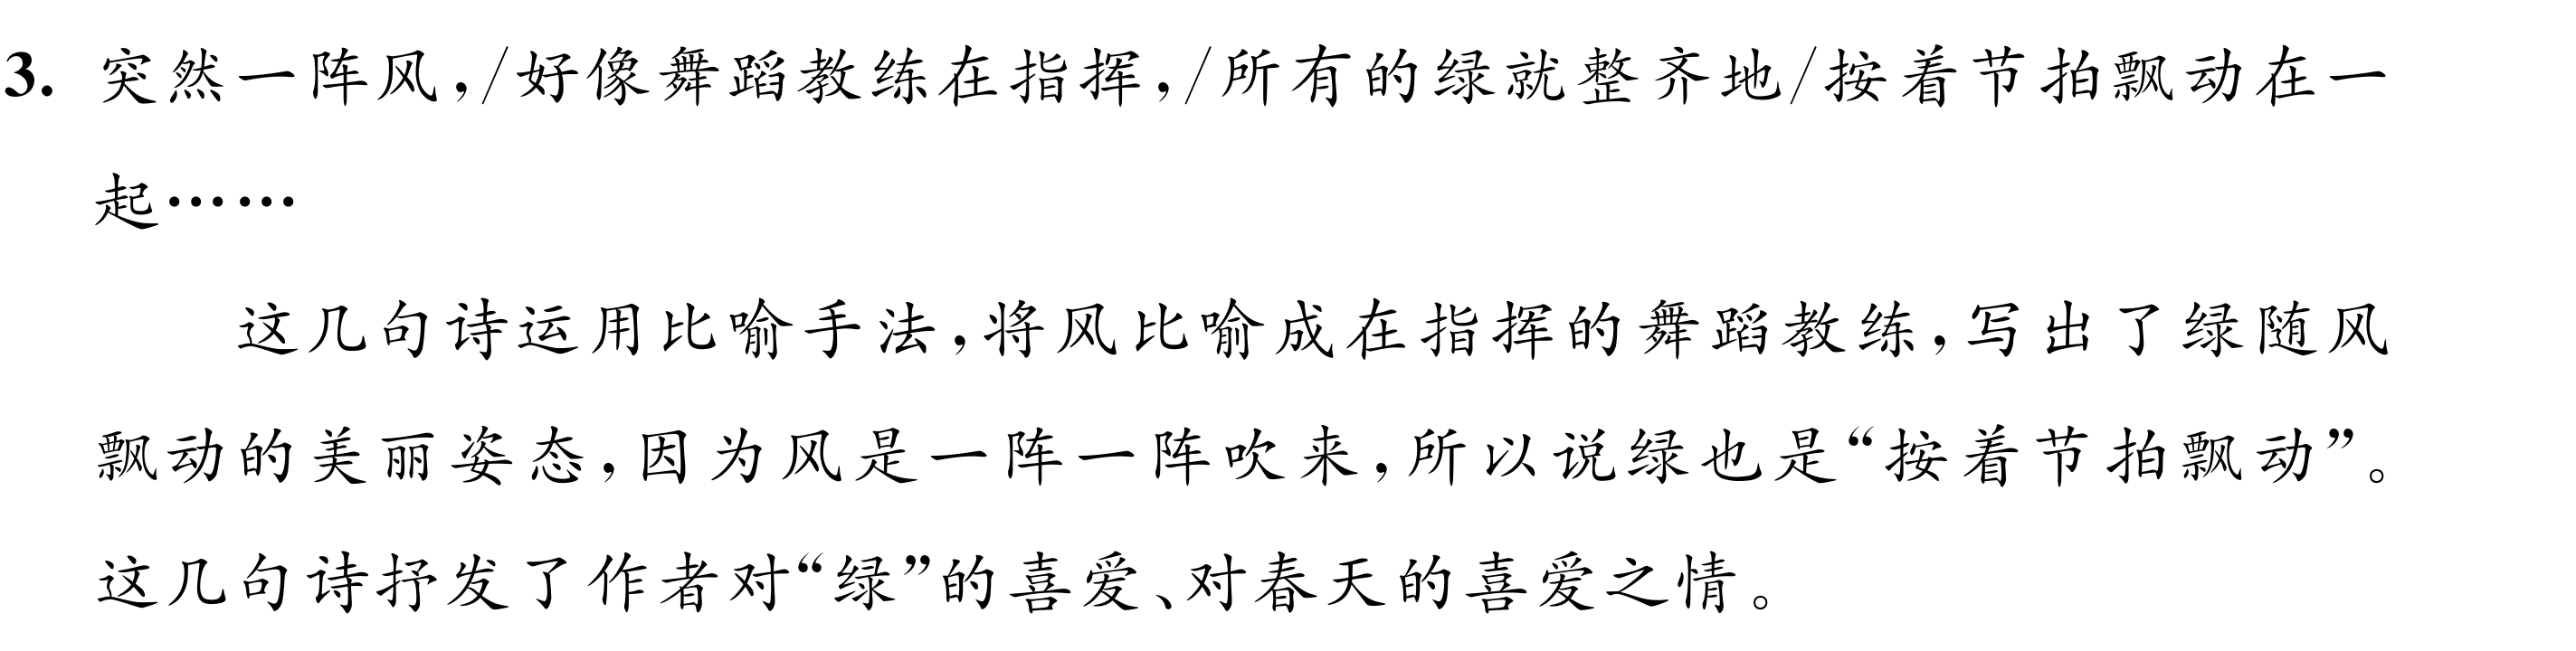 3. 突然一阵风,/好像舞蹈教练在指挥,/所有的绿就整齐地/按着节拍飘动在一
起……
这几句诗运用比喻手法,将风比喻成在指挥的舞蹈教练,写出了绿随风
飘动的美丽姿态,因为风是一阵一阵吹来,所以说绿也是“按着节拍飘动”。
这几句诗抒发了作者对“绿”的喜爱、对春天的喜爱之情。